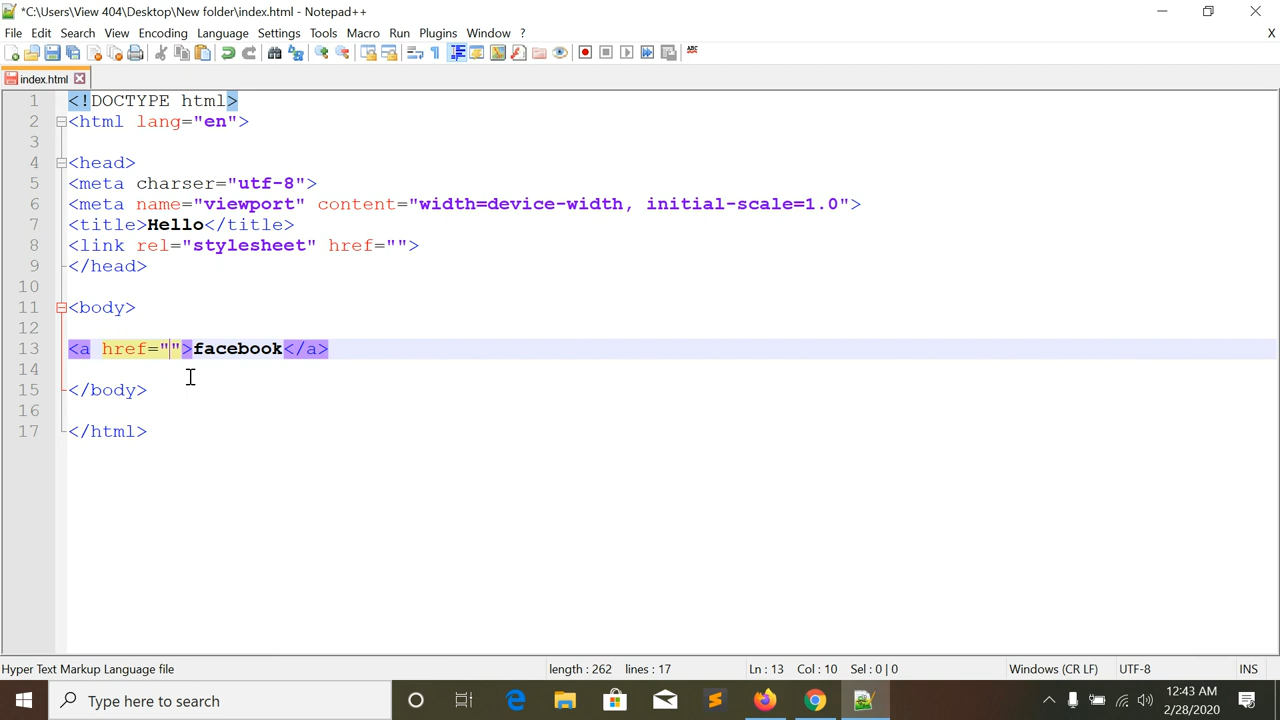 *C:\Users\View 404\Desktop\New folder\index.html - Notepad++
File Edit Search View Encoding Language Settings Tools Macro Run Plugins Window ? X
index.html
1 <!DOCTYPE html>
2 <html lang="en">
3
4 <head>
5 <meta charser="utf-8">
6 <meta name="viewport" content="width=device-width, initial-scale=1.0">
7 <title>Hello</title>
8 <link rel="stylesheet" href="">
9 </head>
10
11 <body>
12
13 <a href="">facebook</a>
14
15 </body>
16
17 </html>
Hyper Text Markup Language file length : 262 lines : 17 Ln : 13 Col : 10 Sel : 0 | 0 Windows (CR LF) UTF-8 INS
Type here to search
12:43 AM
2/28/2020